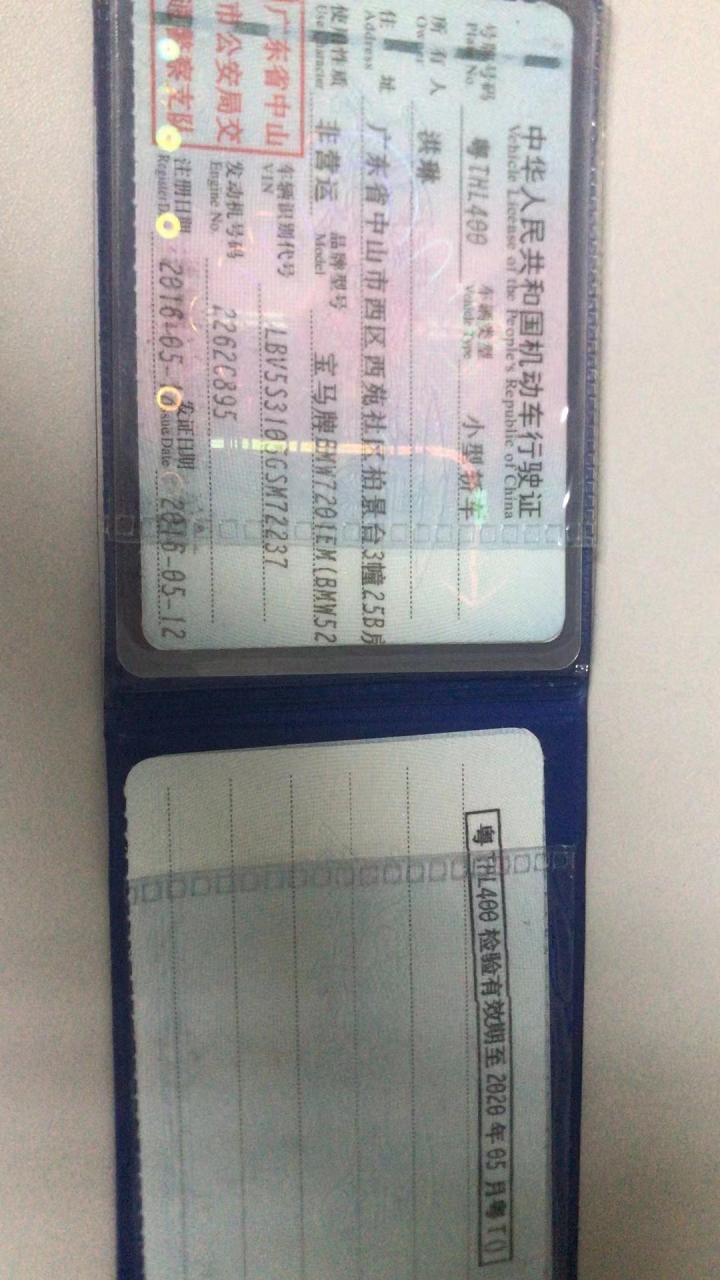 中华人民共和国机动车行驶证
Vehicle License of the People's Republic of China
号牌号码 粤THL400 车辆类型 小型轿车
Plate No. Vehicle Type
所有人 洪琳
Owner
住址 广东省中山市西区西苑社区柏景台3幢25B房
Address
使用性质 非营运 品牌型号 宝马牌BMW7201EM(BMW52
Use Character Model
广东省中山
市公安局交
通警察支队
车辆识别代号 LBV5S3103GSM72237
VIN
发动机号码 2262C895
Engine No.
注册日期 2016-05- 发证日期 2016-05-12
Register Issue Date
粤THL400 检验有效期至 2020 年 05 月 粤T()